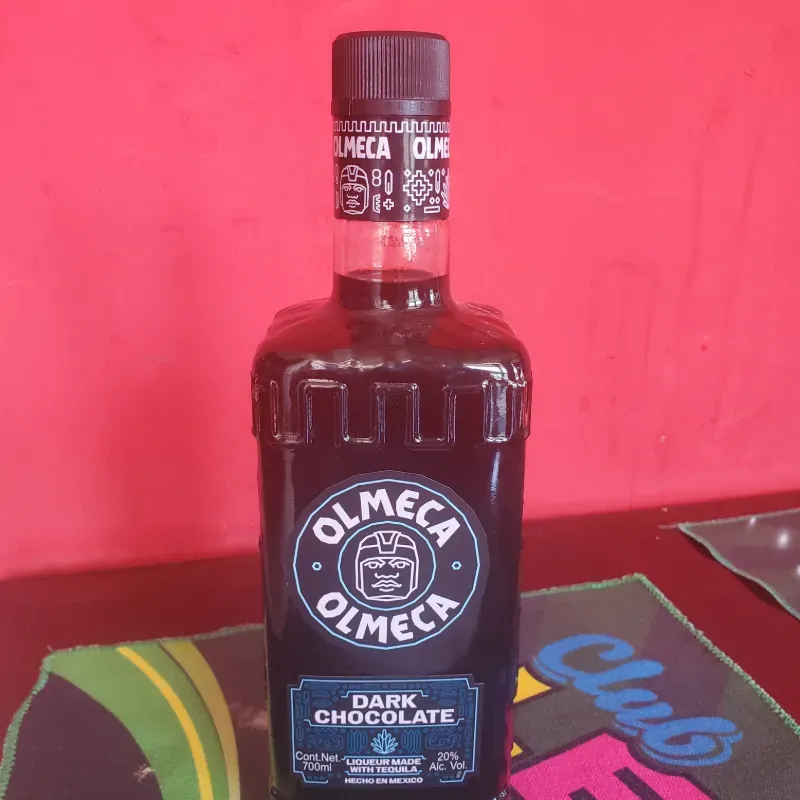 OLMECA OLMECA
OLMECA
OLMECA
DARK
CHOCOLATE
Cont.Net.
700ml
LIQUEUR MADE
WITH TEQUILA
20%
Alc. Vol.
HECHO EN MEXICO
Club